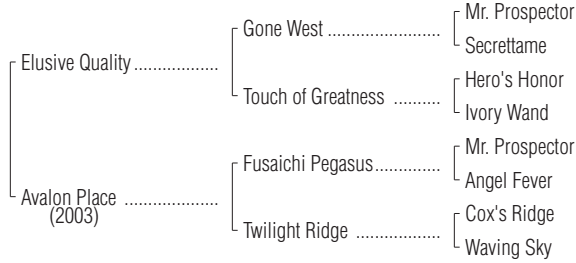 Mr. Prospector
Gone West ......................
Secrettame
Elusive Quality .................
Hero's Honor
Touch of Greatness ..........
Ivory Wand
Mr. Prospector
Fusaichi Pegasus.............
Angel Fever
Avalon Place ...................
(2003)
Cox's Ridge
Twilight Ridge .................
Waving Sky